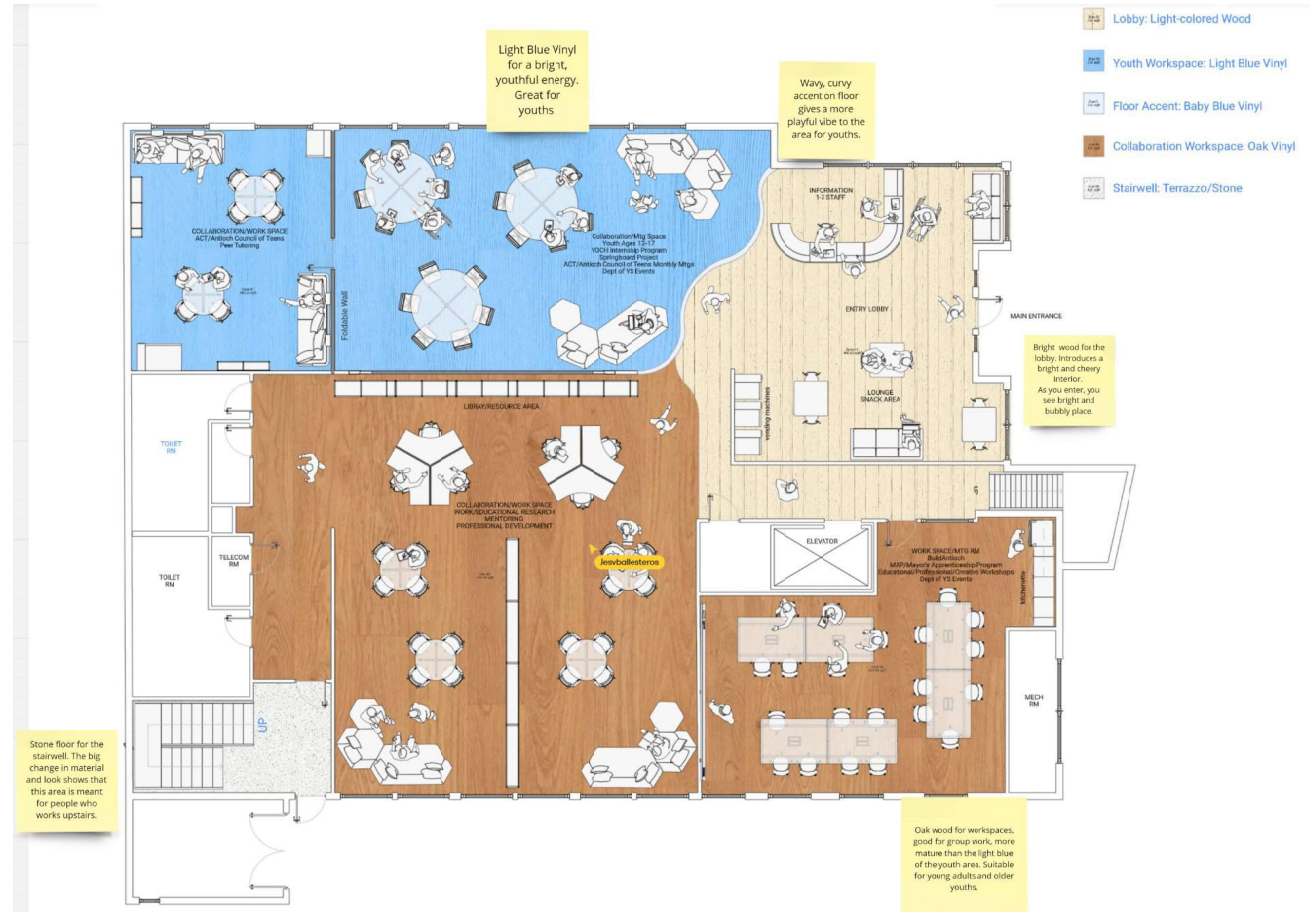 Lobby: Light-colored Wood
Youth Workspace: Light Blue Vinyl
Floor Accent: Baby Blue Vinyl
Collaboration Workspace Oak Vinyl
Stairwell: Terrazzo/Stone
Light Blue Vinyl
for a bright,
youthful energy.
Great for
youths
Wavy, curvy
accent on floor
gives a more
playful vibe to the
area for youths.
INFORMATION
1-3 STAFF
COLLABORATION/WORK SPACE
ACT/Antioch Council of Teens
Peer Tutoring
Collaboration/Mtg Space
Youth Ages 12-17
YOCH Internship Program
Springboard Project
ACT/Antioch Council of Teens Monthly Mtgs
Dept of YS Events
Foldable Wall
ENTRY LOBBY
MAIN ENTRANCE
Bright wood for the
lobby. Introduces a
bright and cheery
interior.
As you enter, you
see bright and
bubbly place.
LOUNGE
SNACK AREA
vending machines
LIBRARY/RESOURCE AREA
TOILET
RM
COLLABORATION/WORK SPACE
WORK/EDUCATIONAL RESEARCH
MENTORING
PROFESSIONAL DEVELOPMENT
ELEVATOR
WORK SPACE/MTG RM
BuildAntioch
MAP/Mayor's Apprenticeship Program
Educational/Professional/Creative Workshops
Dept of YS Events
kitchenette
TELECOM
RM
Jesvballesteros
TOILET
RM
MECH
RM
UP
Stone floor for the
stairwell. The big
change in material
and look shows that
this area is meant
for people who
works upstairs.
Oak wood for workspaces,
good for group work, more
mature than the light blue
of the youth area. Suitable
for young adults and older
youths.